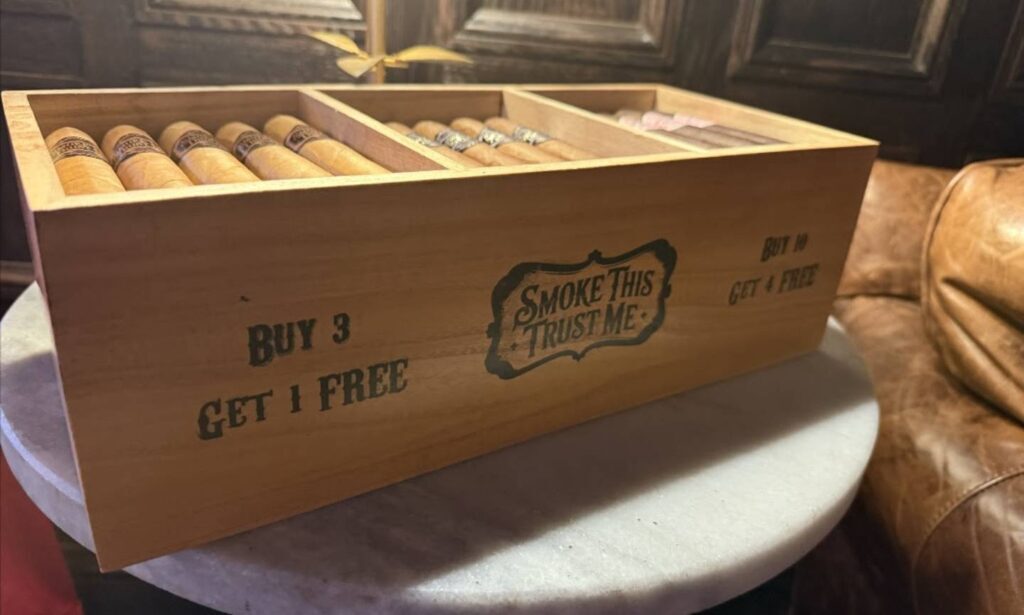 BUY 3
GET 1 FREE
SMOKE THIS
TRUST ME
BUY 10
GET 4 FREE